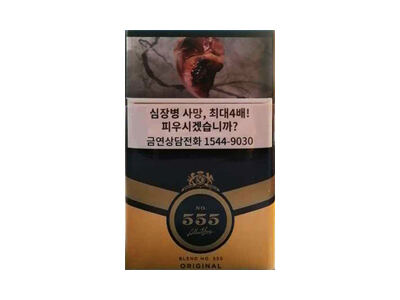 심장병 사망, 최대4배!
피우시겠습니까?
금연상담전화 1544-9030
NO.
555
BLEND NO. 555
ORIGINAL